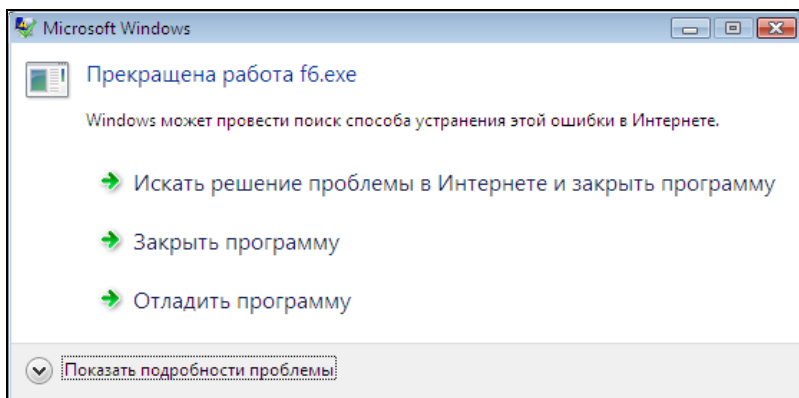 Microsoft Windows
Прекращена работа f6.exe
Windows может провести поиск способа устранения этой ошибки в Интернете.
Искать решение проблемы в Интернете и закрыть программу
Закрыть программу
Отладить программу
Показать подробности проблемы